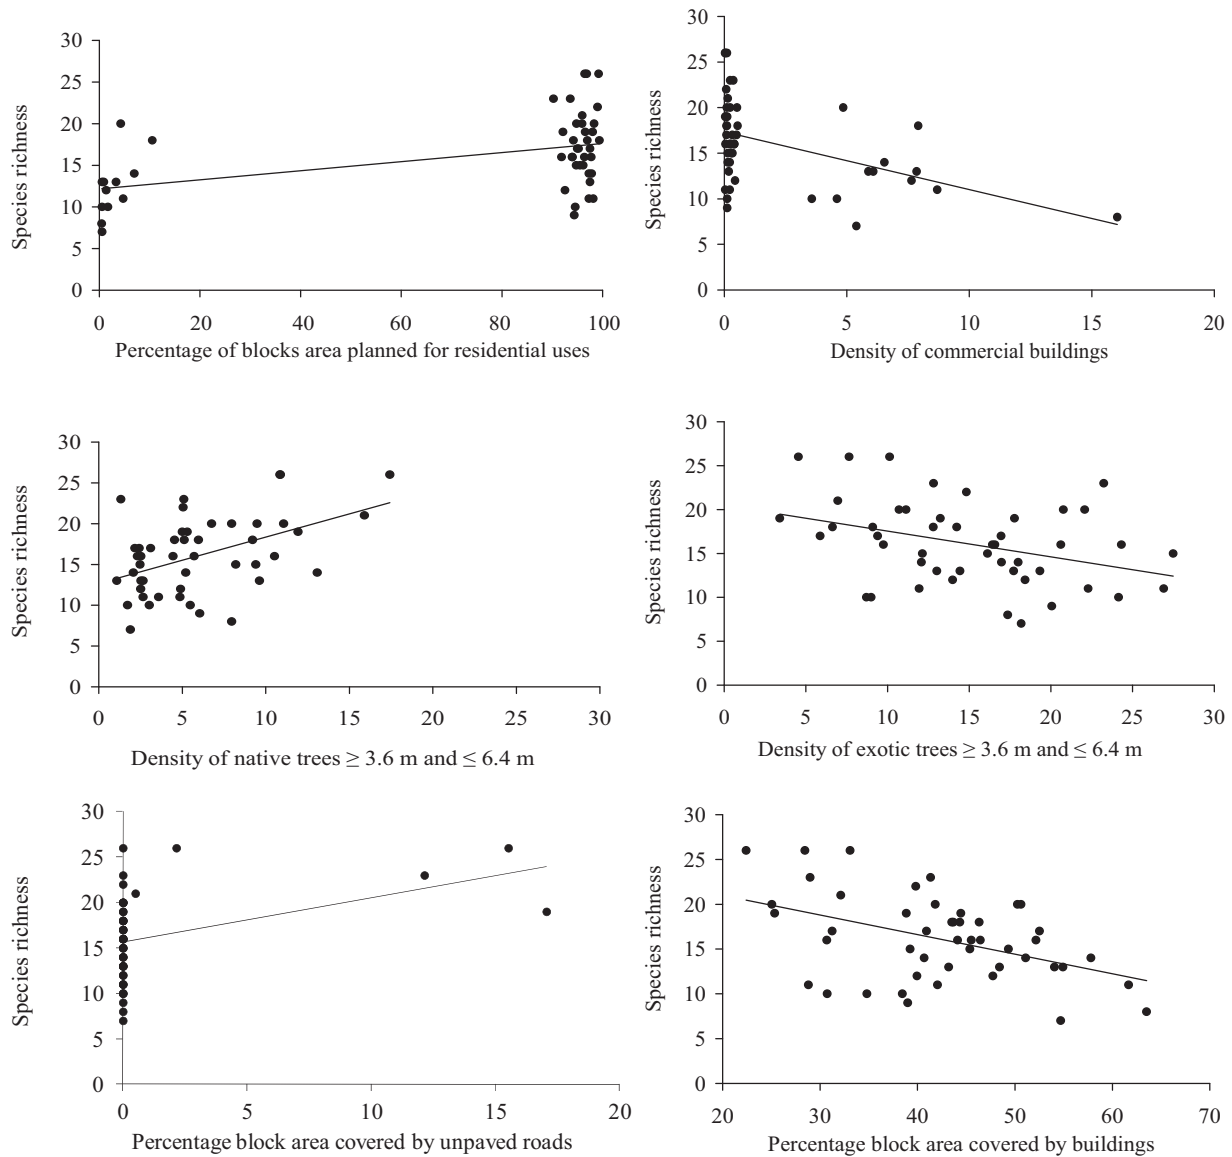 30
25
20
15
10
5
0
Species richness
0 20 40 60 80 100
Percentage of blocks area planned for residential uses
30
25
20
15
10
5
0
Species richness
0 5 10 15 20
Density of commercial buildings
30
25
20
15
10
5
0
Species richness
0 5 10 15 20 25 30
Density of native trees ≥ 3.6 m and ≤ 6.4 m
30
25
20
15
10
5
0
Species richness
0 5 10 15 20 25 30
Density of exotic trees ≥ 3.6 m and ≤ 6.4 m
30
25
20
15
10
5
0
Species richness
0 5 10 15 20
Percentage block area covered by unpaved roads
30
25
20
15
10
5
0
Species richness
20 30 40 50 60 70
Percentage block area covered by buildings